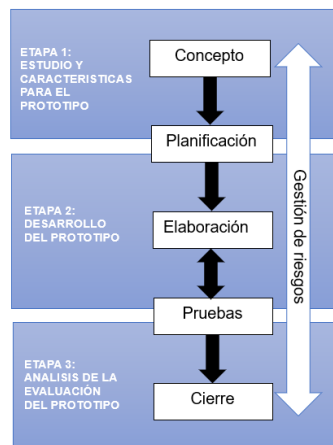 ETAPA 1:
ESTUDIO Y
CARACTERISTICAS
PARA EL
PROTOTIPO
Concepto
Planificación
ETAPA 2:
DESARROLLO
DEL PROTOTIPO
Elaboración
Pruebas
ETAPA 3:
ANALISIS DE LA
EVALUACIÓN
DEL PROTOTIPO
Cierre
Gestión de riesgos